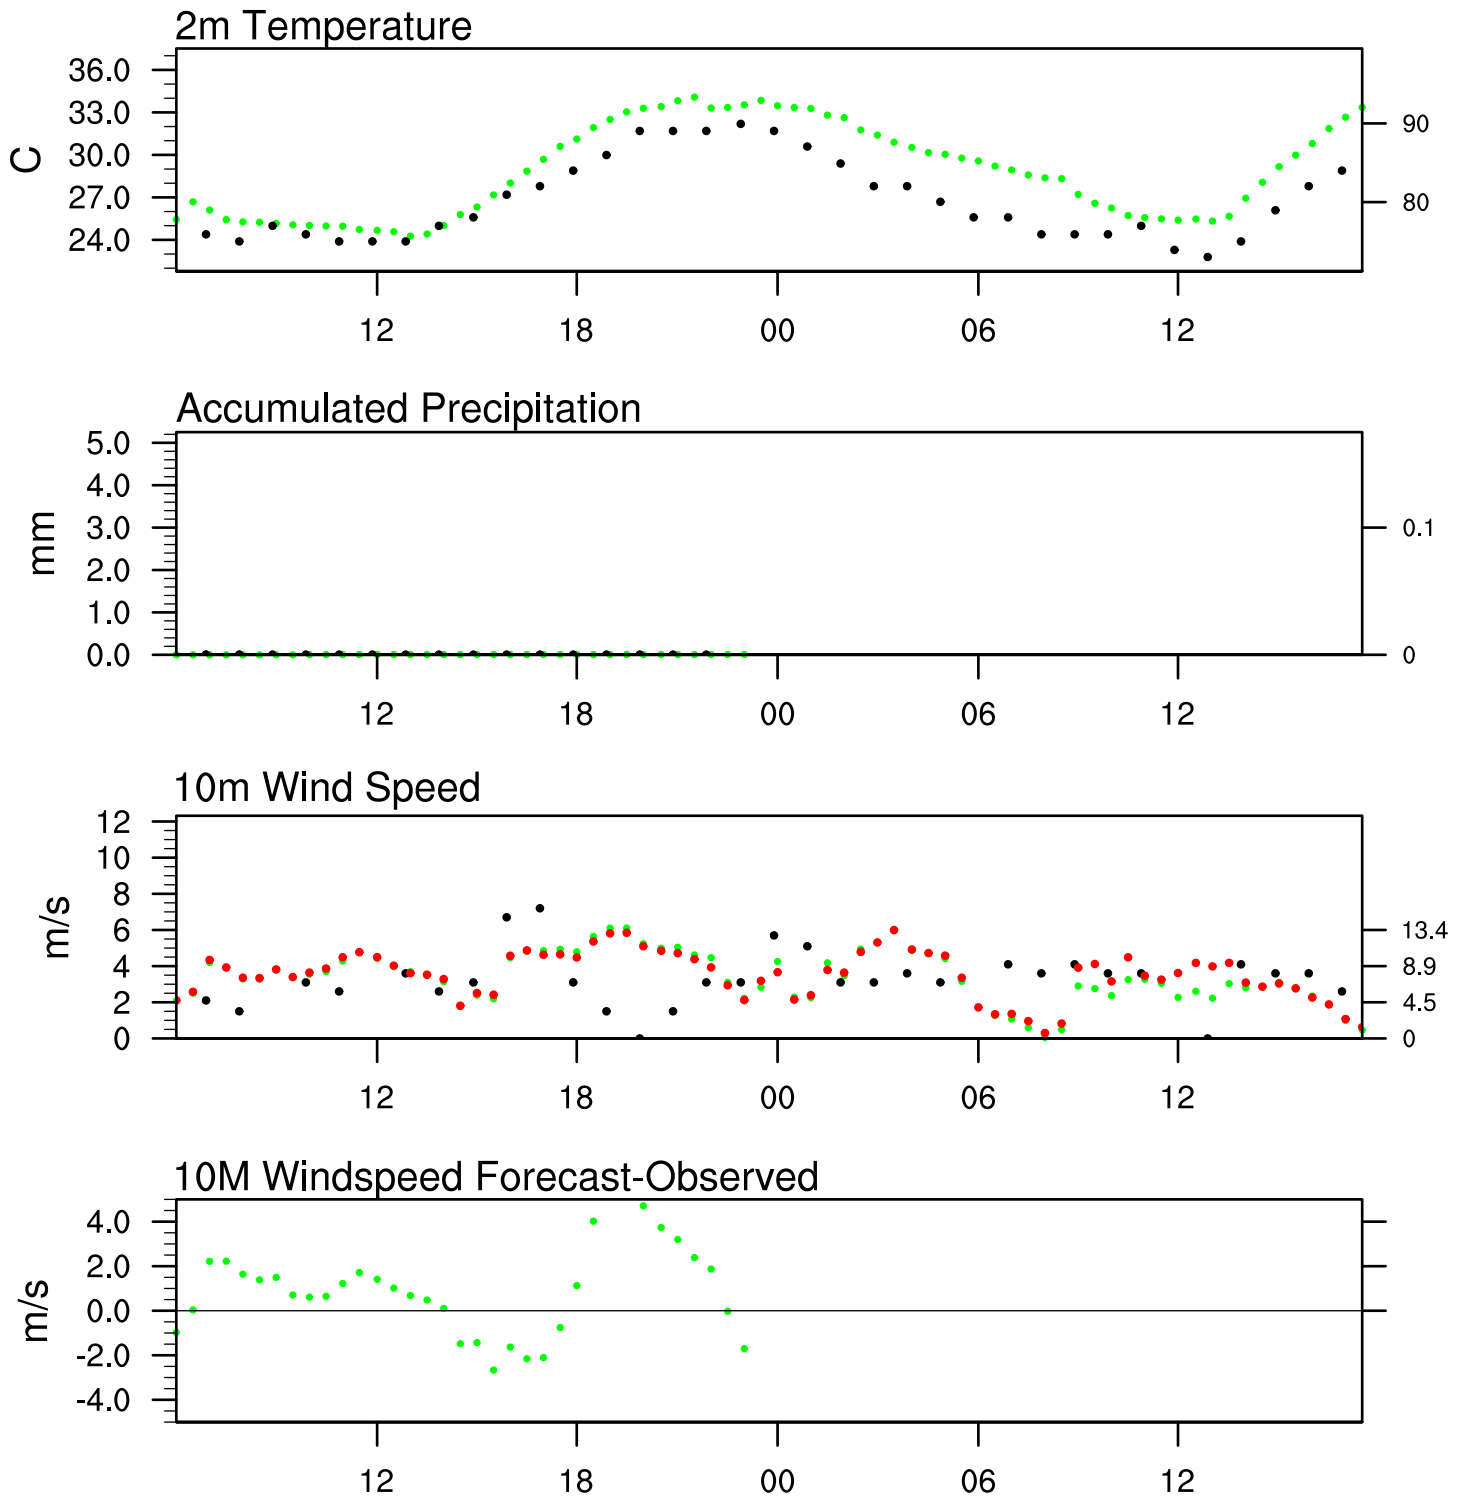 2m Temperature
36.0
33.0
30.0
27.0
24.0
C
90
80
12 18 00 06 12
Accumulated Precipitation
5.0
4.0
3.0
2.0
1.0
0.0
mm
0.1
0
12 18 00 06 12
10m Wind Speed
12
10
8
6
4
2
0
m/s
13.4
8.9
4.5
0
12 18 00 06 12
10M Windspeed Forecast-Observed
4.0
2.0
0.0
-2.0
-4.0
m/s
12 18 00 06 12